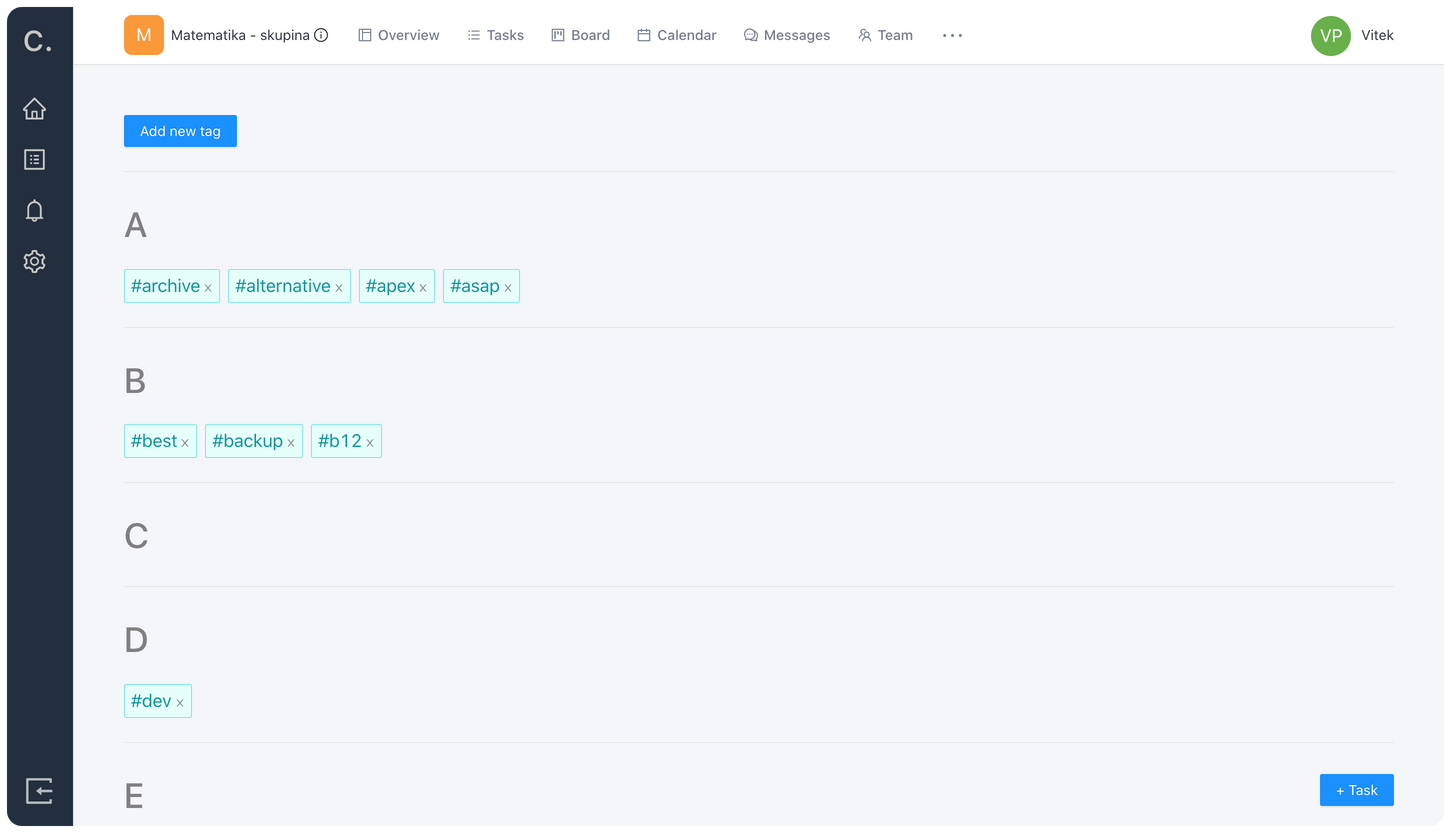 C.
M Matematika - skupina Overview Tasks Board Calendar Messages Team ... VP Vitek
Add new tag
A
#archive x #alternative x #apex x #asap x
B
#best x #backup x #b12 x
C
D
#dev x
E
+ Task